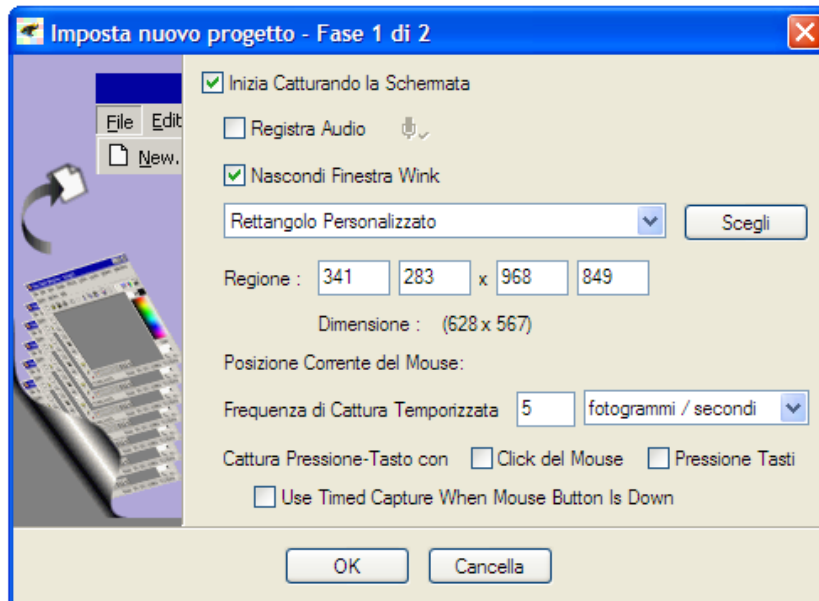 Imposta nuovo progetto - Fase 1 di 2
File Edit
New.
Inizia Catturando la Schermata
Registra Audio
Nascondi Finestra Wink
Rettangolo Personalizzato Scegli
Regione : 341 283 x 968 849
Dimensione : (628 x 567)
Posizione Corrente del Mouse:
Frequenza di Cattura Temporizzata 5 fotogrammi / secondi
Cattura Pressione-Tasto con Click del Mouse Pressione Tasti
Use Timed Capture When Mouse Button Is Down
OK Cancella